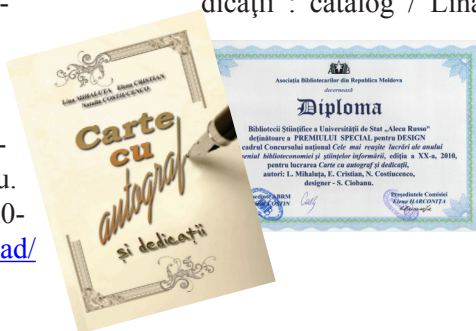 dicații : catalog / Lina
Lina MIHALUȚA, Elena CRISTIAN
Natalia COSTIUCENCO
Carte
cu
autograf
și dedicații
u.
0-
ad/
Asociația Bibliotecarilor din Republica Moldova
decernează
Diploma
Bibliotecii Științifice a Universității de Stat „Alecu Russo”
deținătoare a PREMIULUI SPECIAL pentru DESIGN
cadrul Concursului național Cele mai reușite lucrări ale anului
domeniul biblioteconomiei și științelor informării, ediția a XX-a, 2010,
pentru lucrarea Carte cu autograf și dedicații,
autori: L. Mihaluța, E. Cristian, N. Costiucenco,
designer - S. Ciobanu.
ABRM
COSTIN
Președintele Comisiei
Elena HARCONIȚA